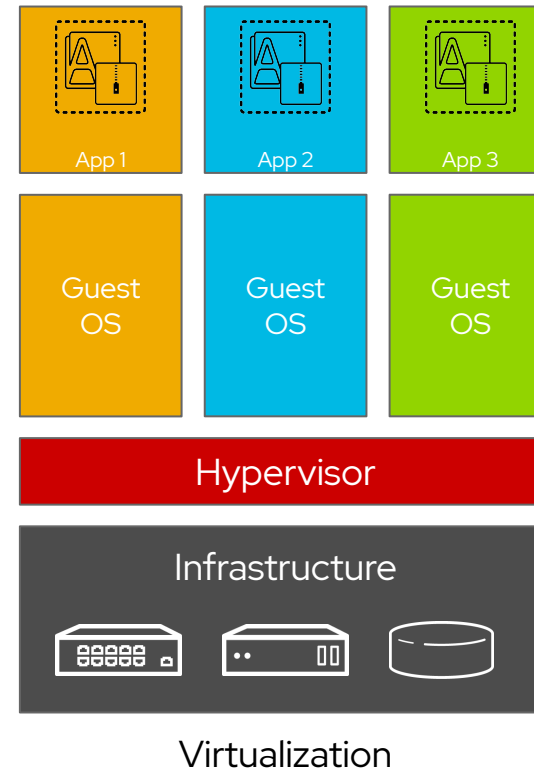 App 1
App 2
App 3
Guest
OS
Guest
OS
Guest
OS
Hypervisor
Infrastructure
Virtualization